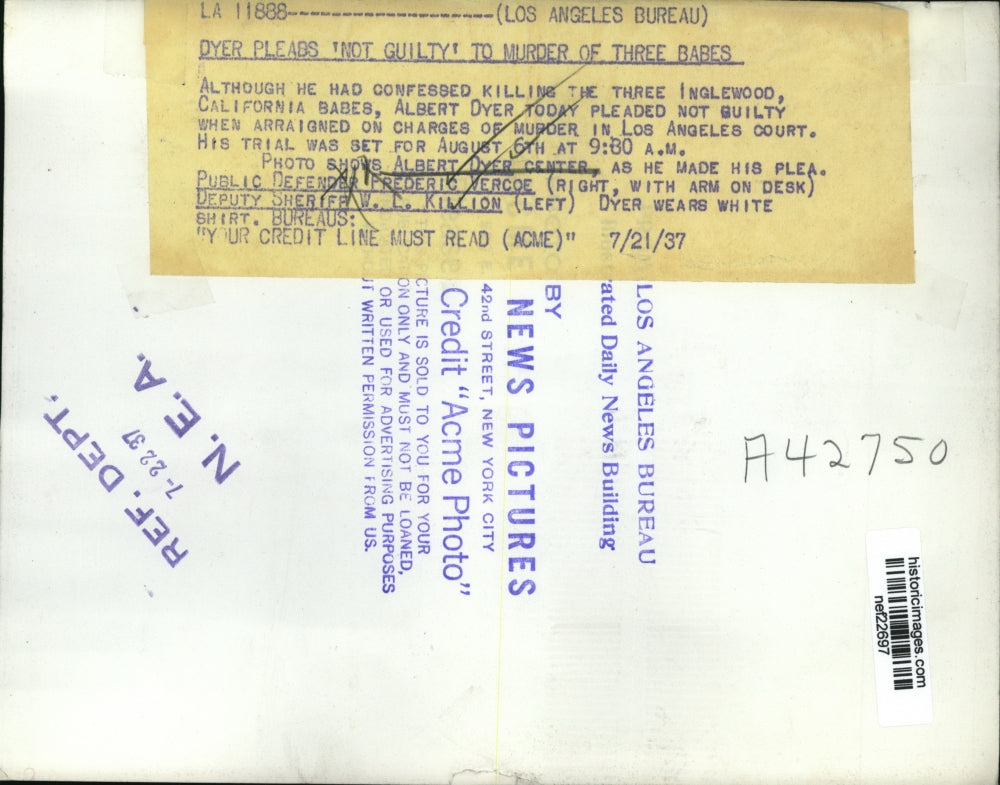 LA 11888---------------------(LOS ANGELES BUREAU)
DYER PLEABS 'NOT GUILTY' TO MURDER OF THREE BABES
ALTHOUGH HE HAD CONFESSED KILLING THE THREE INGLEWOOD,
CALIFORNIA BABES, ALBERT DYER TODAY PLEADED NOT GUILTY
WHEN ARRAIGNED ON CHARGES OF MURDER IN LOS ANGELES COURT.
HIS TRIAL WAS SET FOR AUGUST 6TH AT 9:30 A.M.
PHOTO SHOWS ALBERT DYER CENTER, AS HE MADE HIS PLEA.
PUBLIC DEFENDER FREDERIC VERCOE (RIGHT, WITH ARM ON DESK)
DEPUTY SHERIFF W. L. KILLION (LEFT) DYER WEARS WHITE
SHIRT. BUREAUS:
"YOUR CREDIT LINE MUST READ (ACME)" 7/21/37
LOS ANGELES BUREAU
rated Daily News Building
BY
NEWS PICTURES
42nd STREET, NEW YORK CITY
Credit "Acme Photo"
CTURE IS SOLD TO YOU FOR YOUR
ON ONLY AND MUST NOT BE LOANED,
OR USED FOR ADVERTISING PURPOSES
UT WRITTEN PERMISSION FROM US.
REF. DEPT.
7-22 37
N. E. A.
A42750
historicimages.com
nef22697